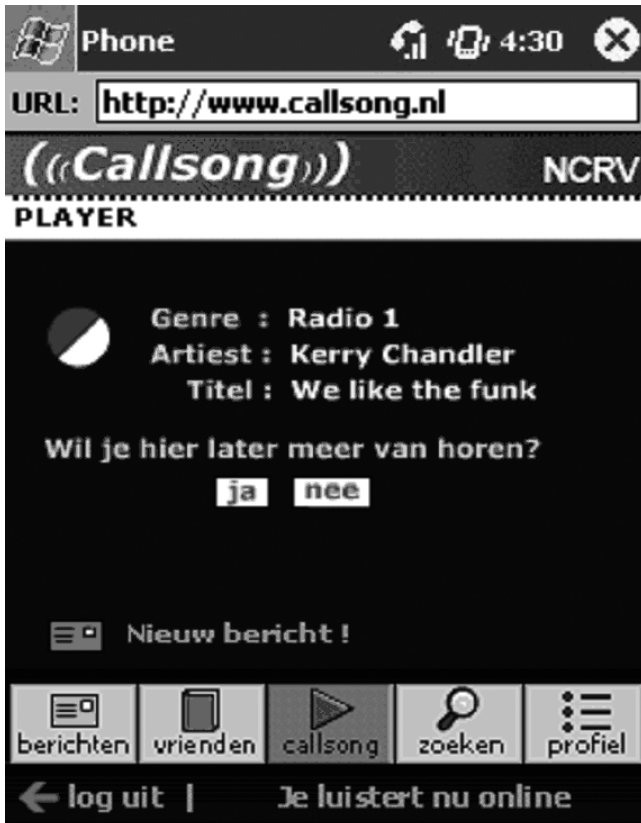 Phone 4:30
URL: http://www.callsong.nl
((Callsong))) NCRV
PLAYER
Genre : Radio 1
Artiest : Kerry Chandler
Titel : We like the funk
Wil je hier later meer van horen?
ja nee
Nieuw bericht !
berichten vrienden callsong zoeken profiel
log uit | Je luistert nu online